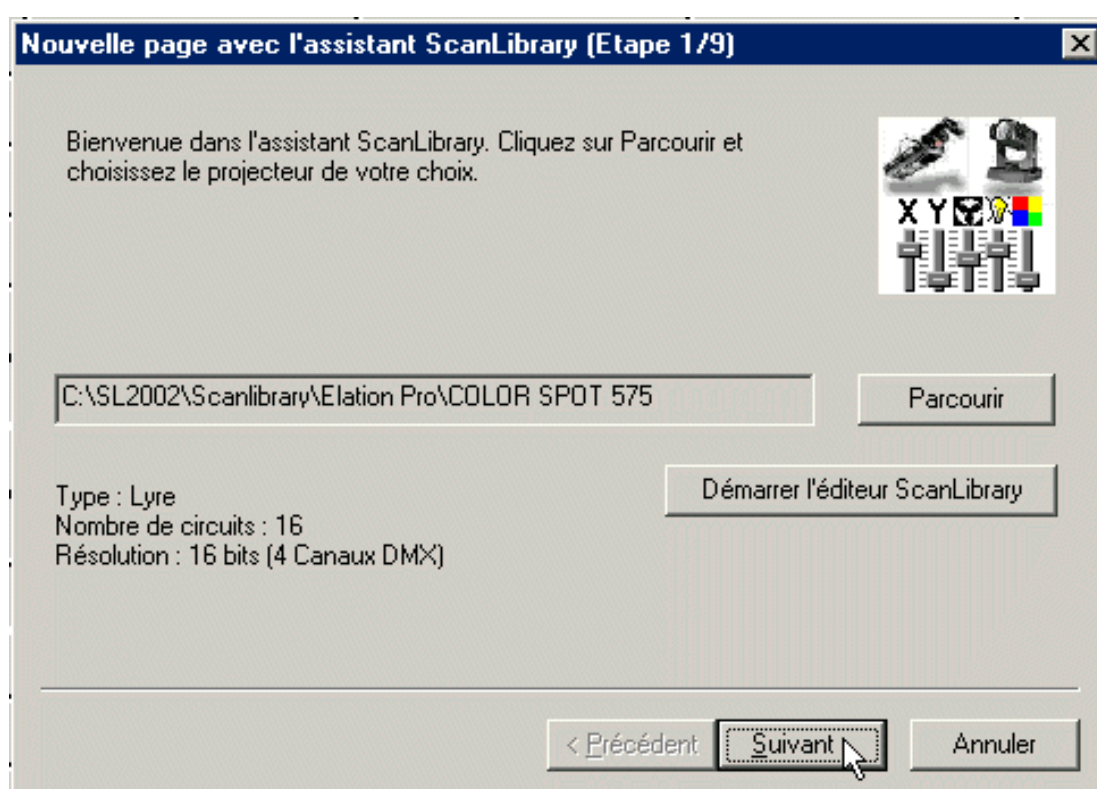 Nouvelle page avec l'assistant ScanLibrary (Etape 1/9)
Bienvenue dans l'assistant ScanLibrary. Cliquez sur Parcourir et
choisissez le projecteur de votre choix.
X Y
C:\SL2002\Scanlibrary\Elation Pro\COLOR SPOT 575
Parcourir
Démarrer l'éditeur ScanLibrary
Type : Lyre
Nombre de circuits : 16
Résolution : 16 bits (4 Canaux DMX)
< Précédent
Suivant
Annuler